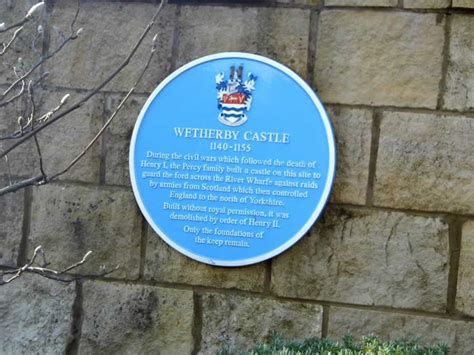 WETHERBY CASTLE
1140-1155
During the civil wars which followed the death of
Henry I, the Percy family built a castle on this site to
guard the ford across the River Wharfe against raids
by armies from Scotland which then controlled
England to the north of Yorkshire.
Built without royal permission, it was
demolished by order of Henry II.
Only the foundations of
the keep remain.